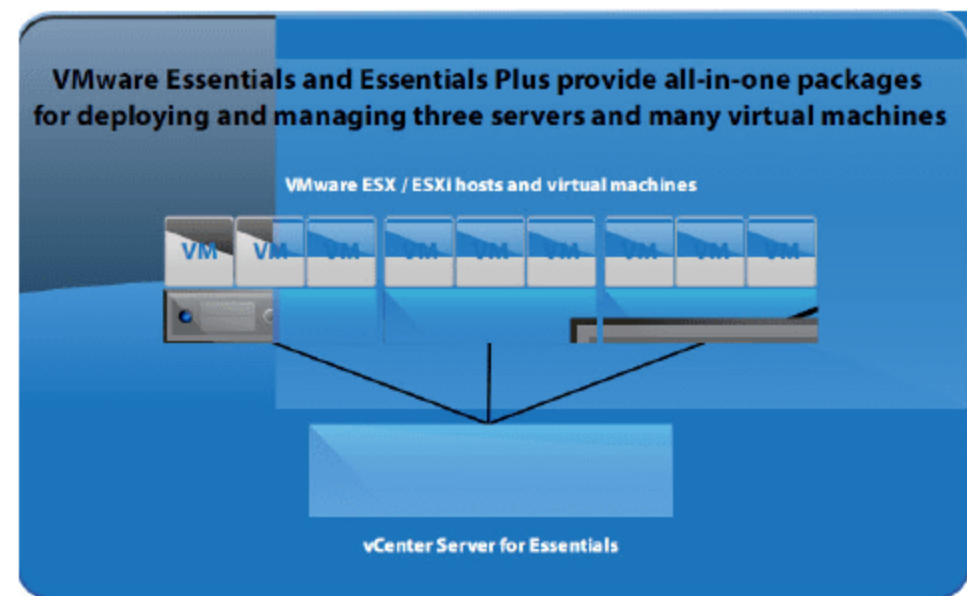 VMware Essentials and Essentials Plus provide all-in-one packages
for deploying and managing three servers and many virtual machines
VMware ESX / ESXi hosts and virtual machines
VM VM VM VM VM VM VM VM VM
vCenter Server for Essentials